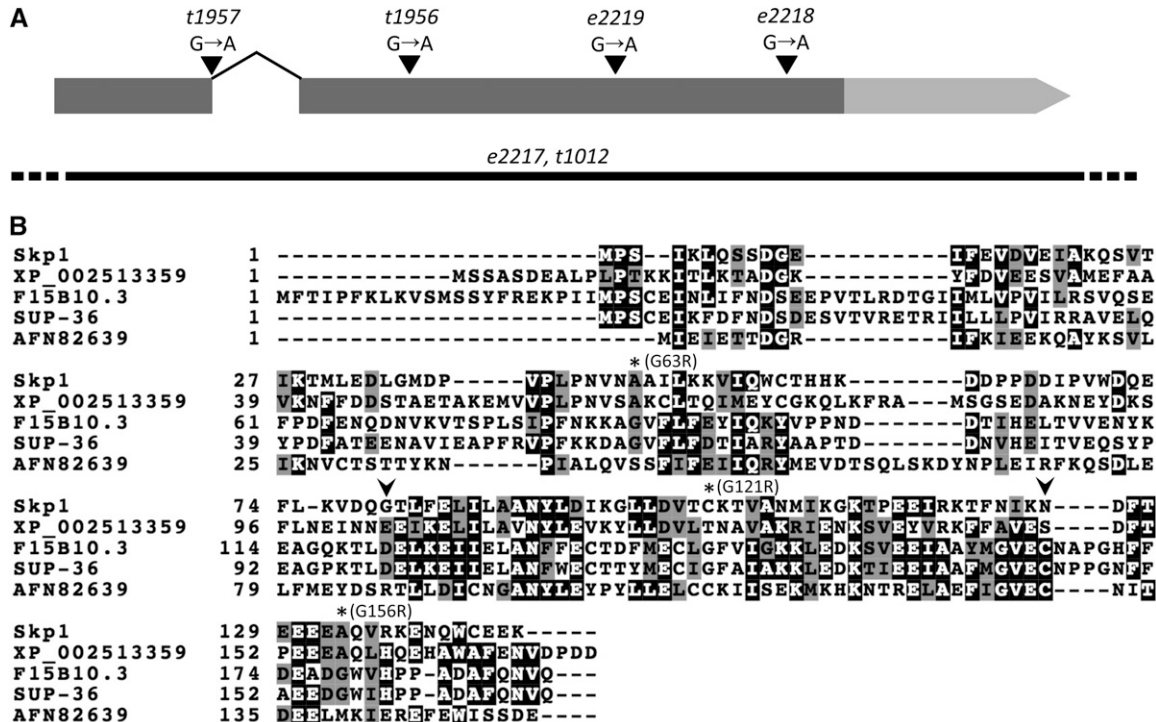 A
t1957 t1956 e2219 e2218
G→A G→A G→A G→A
e2217, t1012
B
Skp1 1 ----------------------MPS--IKLQSSDGE----------IFEVDVEIAKQSVT
XP_002513359 1 ------------MSSASDEALPLPTKKITLKTADGK----------YFDVEESVAMEFAA
F15B10.3 1 MFTIPFKLKVSMSSYFREKPIIMPSCEINLIFNDSEEPVTLRDTGIIMLVPVILRSVQSE
SUP-36 1 ----------------------MPSCEIKFDFNDSDESVTVRETRIILLLPVIRRAVELQ
AFN82639 1 --------------------------MIEIETTDGR----------IFKIEEKQAYKSVL
*(G63R)
Skp1 27 IKTMLEDLGMDP-----VPLPNVNAAILKKVIQWCTHHK--------DDPPDDIPVWDQE
XP_002513359 39 VKNFFDDSTAETAKEMVVPLPNVSAKCLTQIMEYCGKQLKFRA---MSGSEDAKNEYDKS
F15B10.3 61 FPDFENQDNVKVTSPLSIPFNKKAGVFLFEYIQKYVPPND-------DTIHELTVVENYK
SUP-36 39 YPDFATEENAVIEAPFRVPFKKKAGVFLFDTIARYAAPTD-------DNVHEITVEQSYP
AFN82639 25 IKNVCTSTTYKN------PIALQVSSFIFEIIQRYMEVDTSQLSKDYNPLEIRFKQSDLE
*(G121R)
Skp1 74 FL-KVDQGTLFELILAANYLDIKGLLDVTCKTVANMIKGKTPEEIRKTFNIKN----DFT
XP_002513359 96 FLNEINNEEIKELILAVNYLEVKYLLDVLTNAVAKRIENKSVEYVRKFFAVES----DFT
F15B10.3 114 EAGQKTLDELKEIIELANFFECTDFMECLGFVIGKKLEDKSVEEIAAYMGVECNAPGHFF
SUP-36 92 EAGPKTLDELKEIIELANFWECTTYMECIGFAIAKKLEDKTIEEIAAFMGVECNPPGNFF
AFN82639 79 LFMEYDSRTLLDICNGANYLEYPYLLELCCKIISEKMKHKNTRELAEFIGVEC----NIT
*(G156R)
Skp1 129 EEEEAQVRKENQWCEEK-----
XP_002513359 152 PEEEAQLHQEHAWAFENVDPDD
F15B10.3 174 DEADGWVHPP-ADAFQNVQ---
SUP-36 152 AEEDGWIHPP-ADAFQNVQ---
AFN82639 135 DEELMKIEREFEWISSDE----